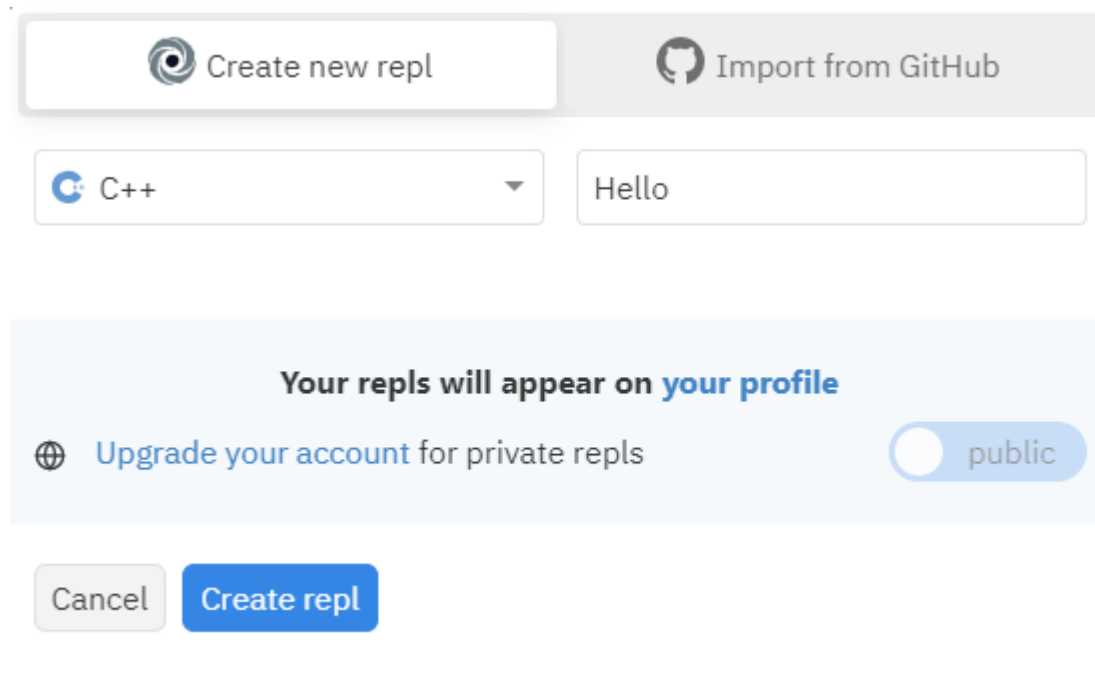 Create new repl
Import from GitHub
C++
Hello
Your repls will appear on your profile
Upgrade your account for private repls
public
Cancel
Create repl